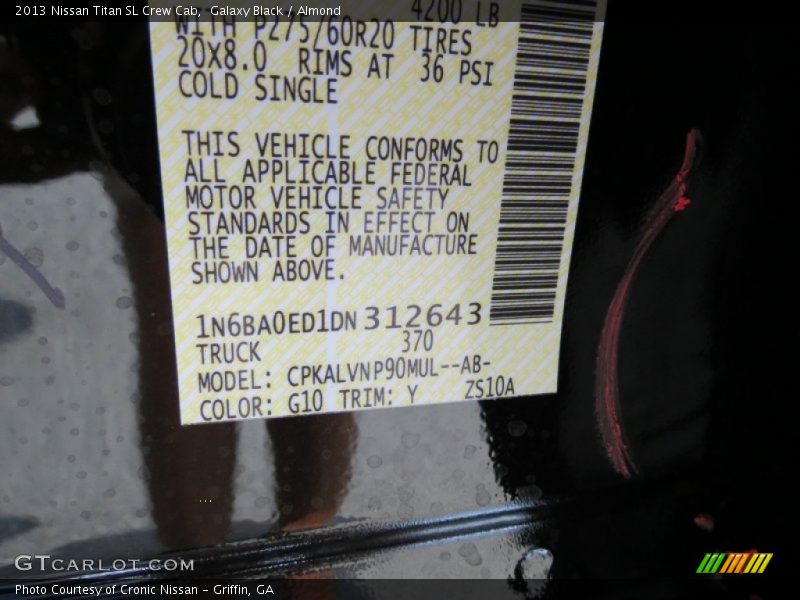 2013 Nissan Titan SL Crew Cab, Galaxy Black / Almond
4200 LB
WITH P275/60R20 TIRES
20X8.0 RIMS AT 36 PSI
COLD SINGLE
THIS VEHICLE CONFORMS TO
ALL APPLICABLE FEDERAL
MOTOR VEHICLE SAFETY
STANDARDS IN EFFECT ON
THE DATE OF MANUFACTURE
SHOWN ABOVE.
1N6BA0ED1DN312643
TRUCK 370
MODEL: CPKALVNP90MUL--AB-
COLOR: G10 TRIM: Y ZS10A
GTCARLOT.COM
Photo Courtesy of Cronic Nissan - Griffin, GA